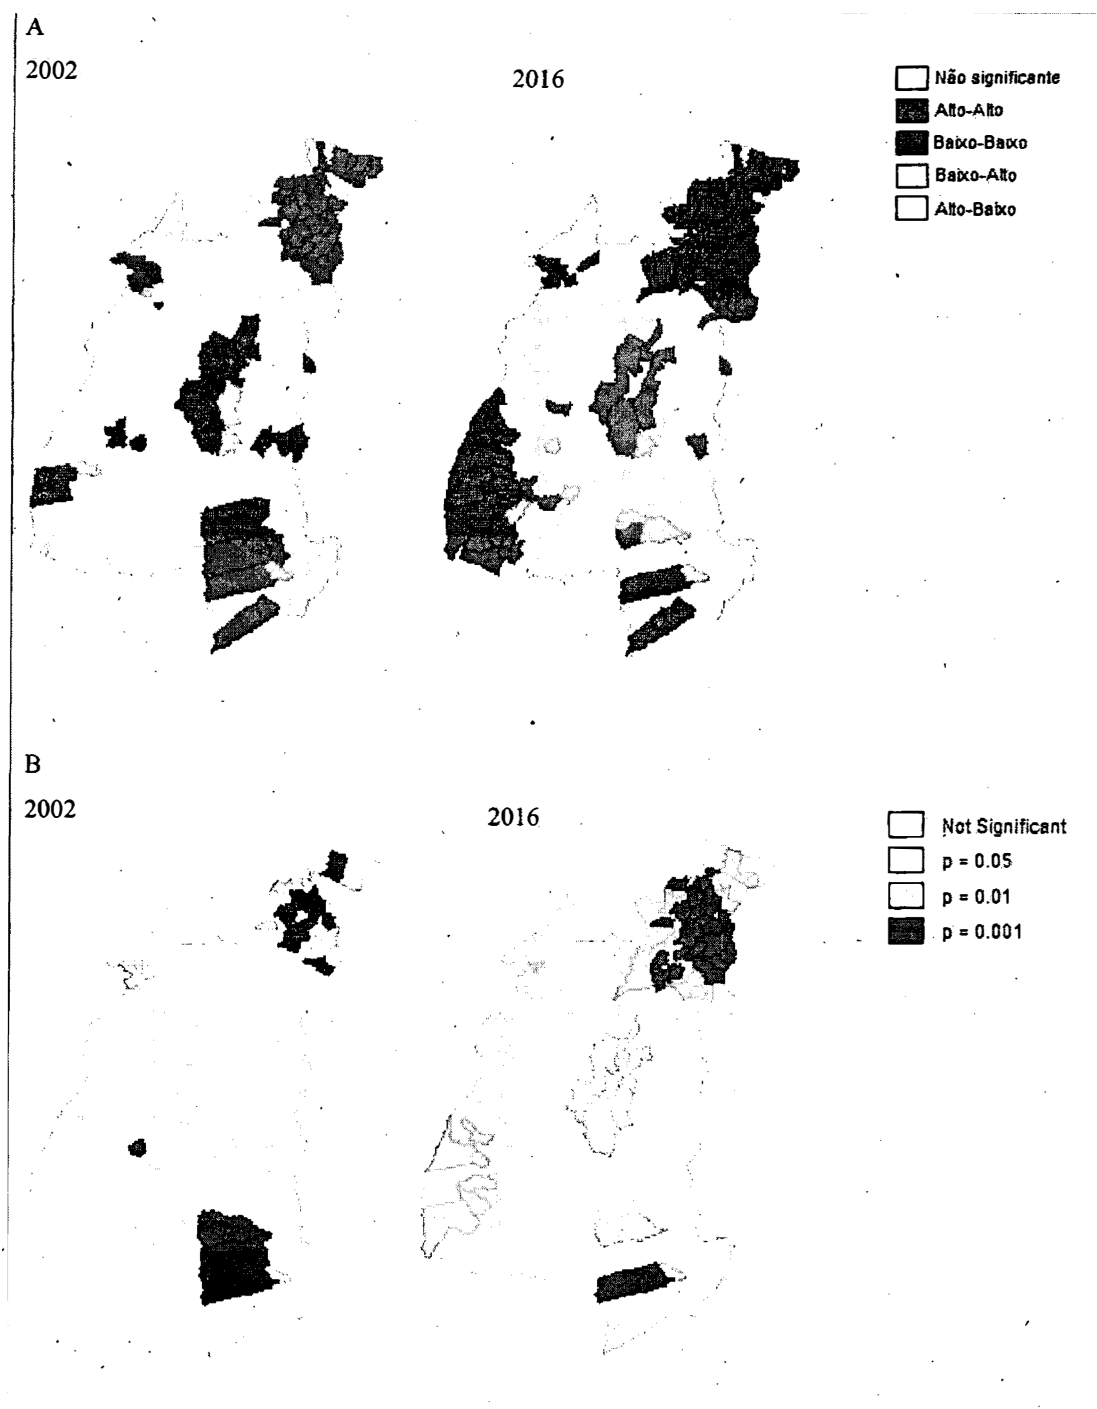 A
2002
2016
Não significante
Alto-Alto
Baixo-Baixo
Baixo-Alto
Alto-Baixo
B
2002
2016
Not Significant
p = 0.05
p = 0.01
p = 0.001